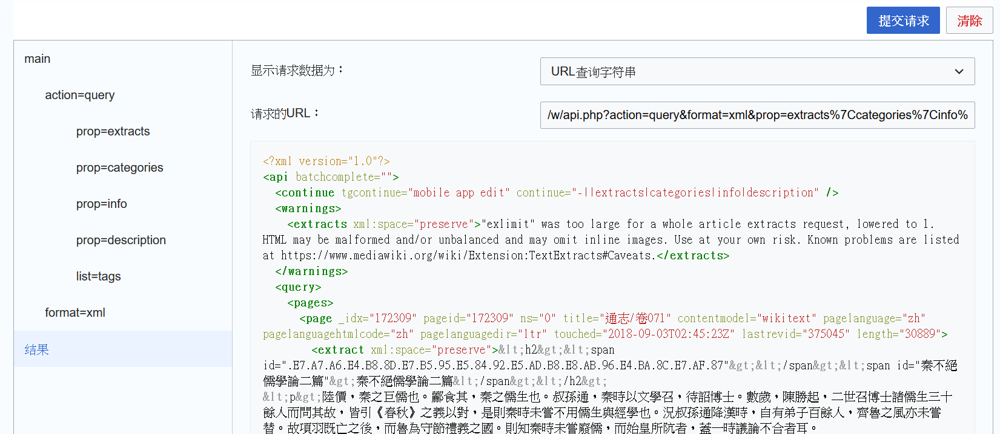 提交请求
清除
main
action=query
prop=extracts
prop=categories
prop=info
prop=description
list=tags
format=xml
结果
显示请求数据为：
URL查询字符串
请求的URL：
/w/api.php?action=query&format=xml&prop=extracts%7Ccategories%7Cinfo%
<?xml version="1.0"?>
<api batchcomplete="">
<continue tgcontinue="mobile app edit" continue="-||extracts|categories|info|description" />
<warnings>
<extracts xml:space="preserve">"exlimit" was too large for a whole article extracts request, lowered to 1.
HTML may be malformed and/or unbalanced and may omit inline images. Use at your own risk. Known problems are listed
at https://www.mediawiki.org/wiki/Extension:TextExtracts#Caveats.</extracts>
</warnings>
<query>
<pages>
<page _idx="172309" pageid="172309" ns="0" title="通志/卷071" contentmodel="wikitext" pagelanguage="zh"
pagelanguagehtmlcode="zh" pagelanguagedir="ltr" touched="2018-09-03T02:45:23Z" lastrevid="375045" length="30889">
<extract xml:space="preserve">&lt;h2&gt;&lt;span
id=".E7.A7.A6.E4.B8.8D.E7.B5.95.E5.84.92.E5.AD.B8.E8.AB.96.E4.BA.8C.E7.AF.87"&gt;&lt;/span&gt;&lt;span id="秦不絕
儒學論二篇"&gt;秦不絕儒學論二篇&lt;/span&gt;&lt;/h2&gt;
&lt;p&gt;陸價，秦之巨儒也。酈食其，秦之儒生也。叔孫通，秦時以文學召，待詔博士。數歲，陳勝起，二世召博士諸儒生三十
餘人而問其故，皆引《春秋》之義以對，是則秦時未嘗不用儒生與經學也。況叔孫通降漢時，自有弟子百餘人，齊魯之風亦未嘗
替。故項羽既亡之後，而魯為守節禮義之國。則知秦時未嘗廢儒，而始皇所阬者，蓋一時議論不合者耳。